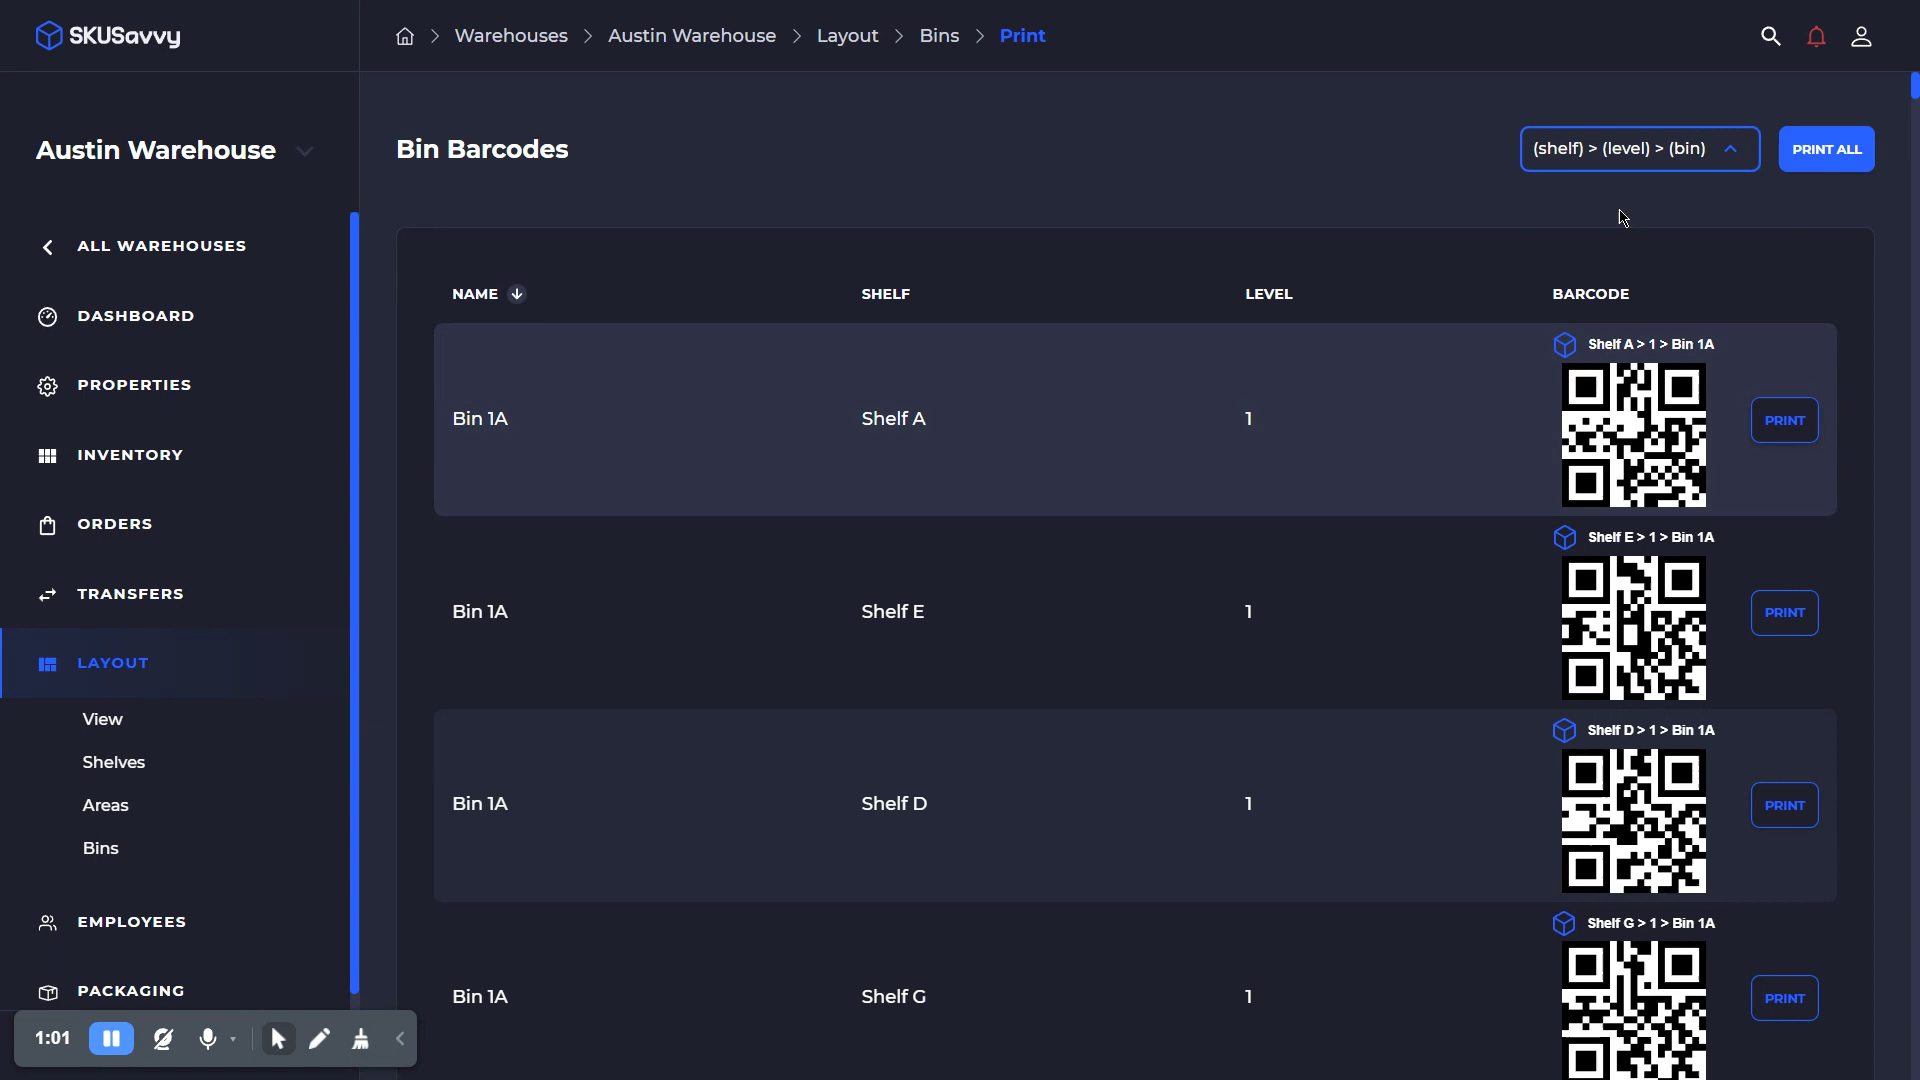 SKUSavvy
Warehouses > Austin Warehouse > Layout > Bins > Print
Austin Warehouse
Bin Barcodes
(shelf) > (level) > (bin)
PRINT ALL
ALL WAREHOUSES
DASHBOARD
PROPERTIES
INVENTORY
ORDERS
TRANSFERS
LAYOUT
View
Shelves
Areas
Bins
EMPLOYEES
PACKAGING
NAME SHELF LEVEL BARCODE
Shelf A > 1 > Bin 1A
Bin 1A Shelf A 1 PRINT
Shelf E > 1 > Bin 1A
Bin 1A Shelf E 1 PRINT
Shelf D > 1 > Bin 1A
Bin 1A Shelf D 1 PRINT
Shelf G > 1 > Bin 1A
Bin 1A Shelf G 1 PRINT
1:01